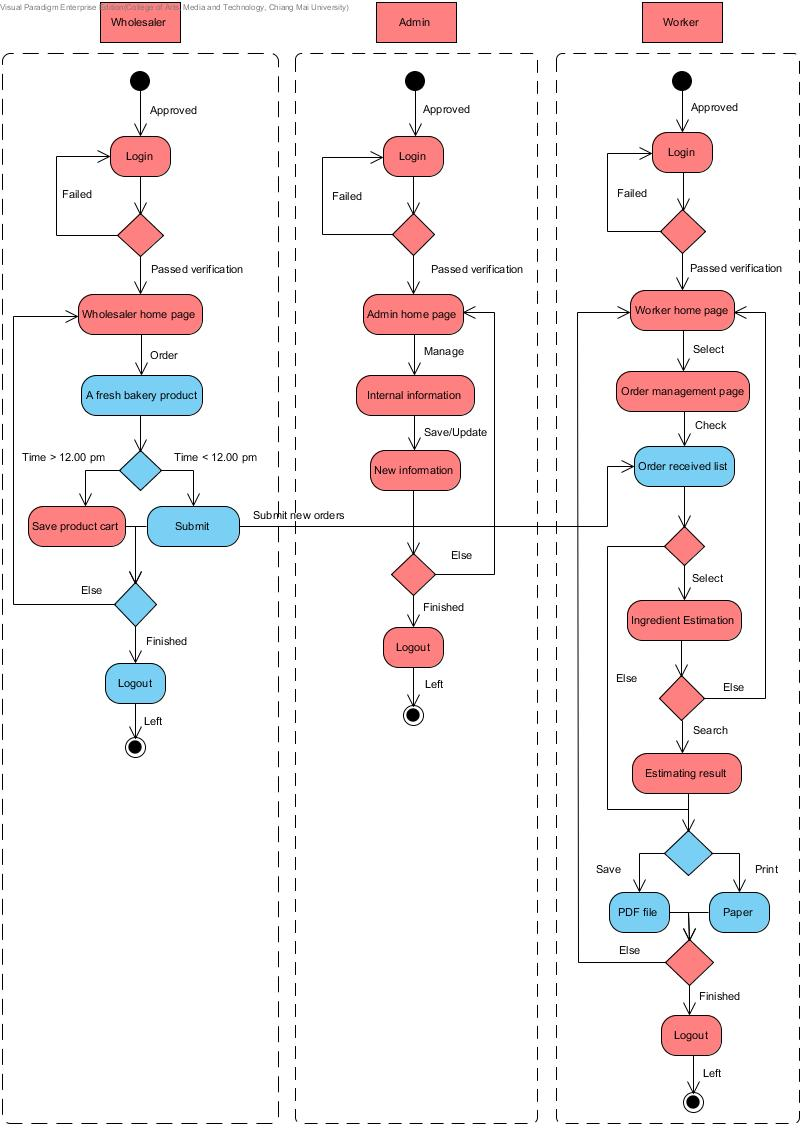 Visual Paradigm Enterprise Edition(College of Arts, Media and Technology, Chiang Mai University)
Wholesaler
Approved
Login
Failed
Passed verification
Wholesaler home page
Order
A fresh bakery product
Time > 12.00 pm
Time < 12.00 pm
Save product cart
Submit
Submit new orders
Else
Finished
Logout
Left
Admin
Approved
Login
Failed
Passed verification
Admin home page
Manage
Internal information
Save/Update
New information
Else
Finished
Logout
Left
Worker
Approved
Login
Failed
Passed verification
Worker home page
Select
Order management page
Check
Order received list
Select
Ingredient Estimation
Else
Else
Search
Estimating result
Save
Print
PDF file
Paper
Else
Finished
Logout
Left